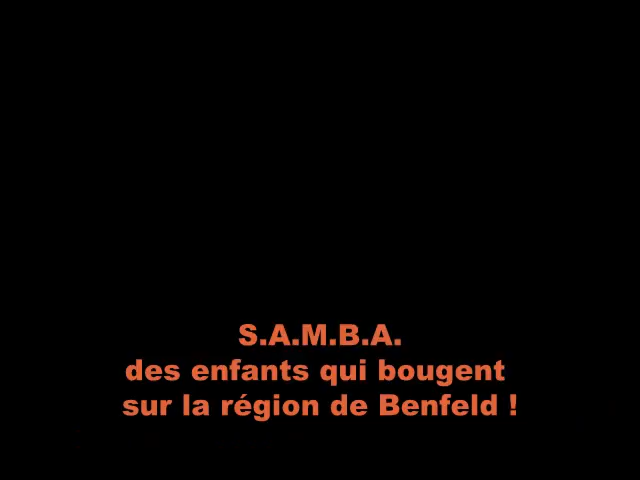 S.A.M.B.A.
des enfants qui bougent
sur la région de Benfeld !